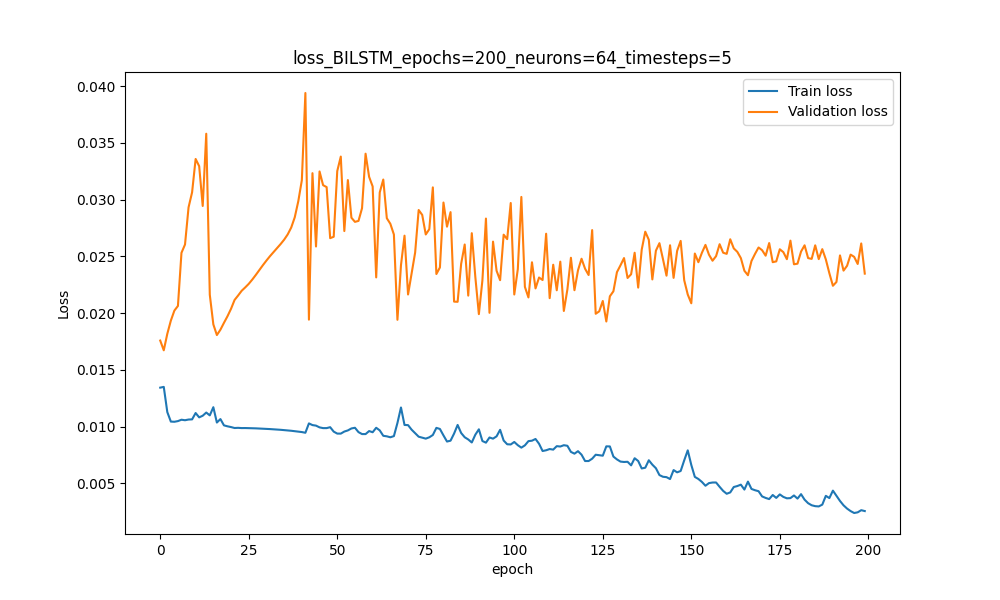 loss_BILSTM_epochs=200_neurons=64_timesteps=5
Train loss
Validation loss
0.040
0.035
0.030
0.025
0.020
0.015
0.010
0.005
Loss
0 25 50 75 100 125 150 175 200
epoch